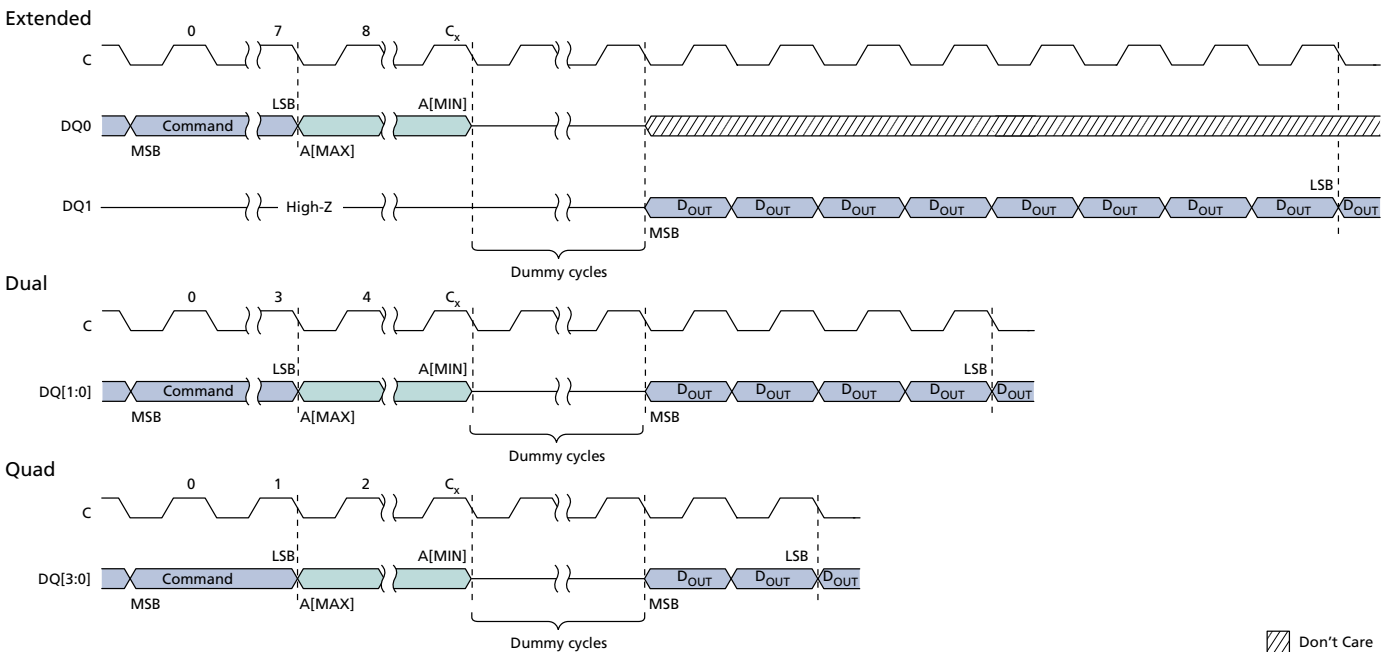 Extended
0 7 8 Cx
C
LSB A[MIN]
DQ0 Command
MSB A[MAX]
LSB
DQ1 High-Z DOUT DOUT DOUT DOUT DOUT DOUT DOUT DOUT DOUT
MSB
Dummy cycles
Dual
0 3 4 Cx
C
LSB A[MIN] LSB
DQ[1:0] Command DOUT DOUT DOUT DOUT DOUT
MSB A[MAX] MSB
Dummy cycles
Quad
0 1 2 Cx
C
LSB A[MIN] LSB
DQ[3:0] Command DOUT DOUT DOUT
MSB A[MAX] MSB
Dummy cycles
Don't Care